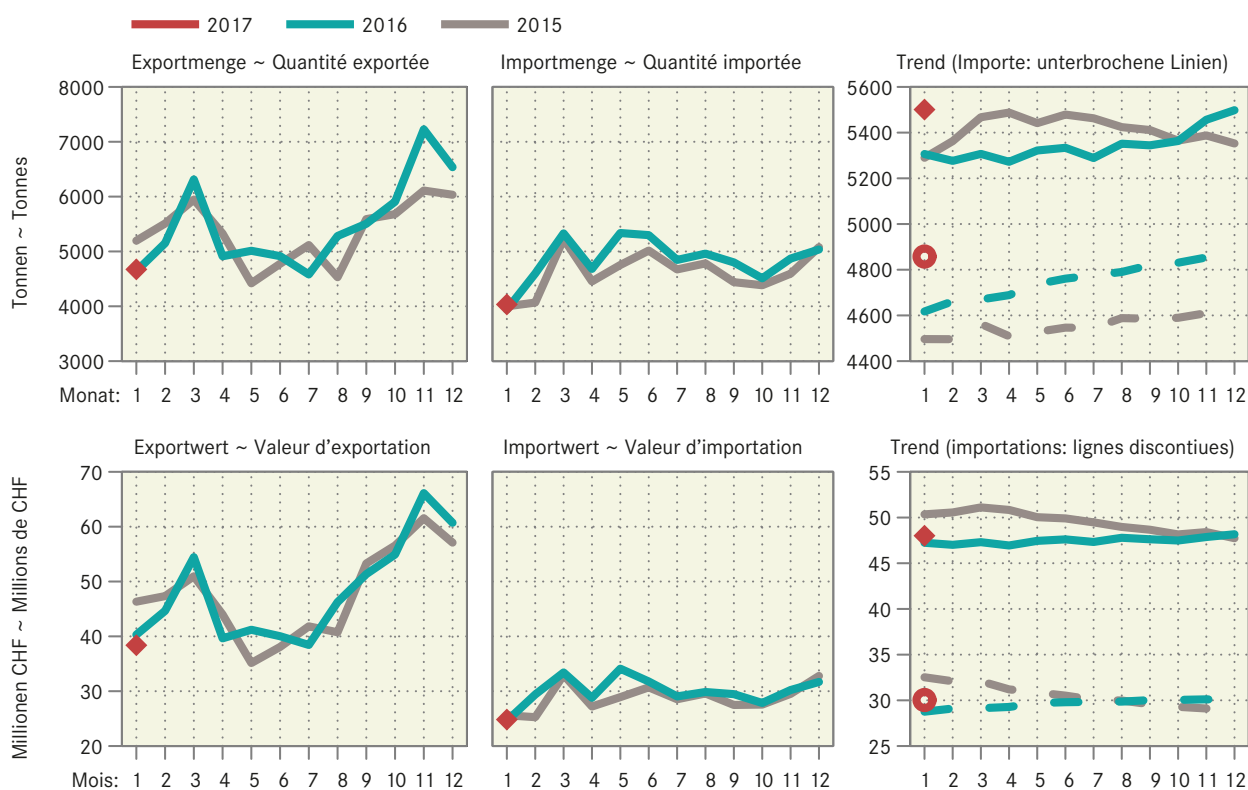 2017 2016 2015
Exportmenge ~ Quantité exportée
Importmenge ~ Quantité importée
Trend (Importe: unterbrochene Linien)
Tonnen ~ Tonnes
8000
7000
6000
5000
4000
3000
5600
5400
5200
5000
4800
4600
4400
Monat: 1 2 3 4 5 6 7 8 9 10 11 12
1 2 3 4 5 6 7 8 9 10 11 12
1 2 3 4 5 6 7 8 9 10 11 12
Exportwert ~ Valeur d’exportation
Importwert ~ Valeur d’importation
Trend (importations: lignes discontiues)
Millionen CHF ~ Millions de CHF
70
60
50
40
30
20
55
50
45
40
35
30
25
Mois: 1 2 3 4 5 6 7 8 9 10 11 12
1 2 3 4 5 6 7 8 9 10 11 12
1 2 3 4 5 6 7 8 9 10 11 12